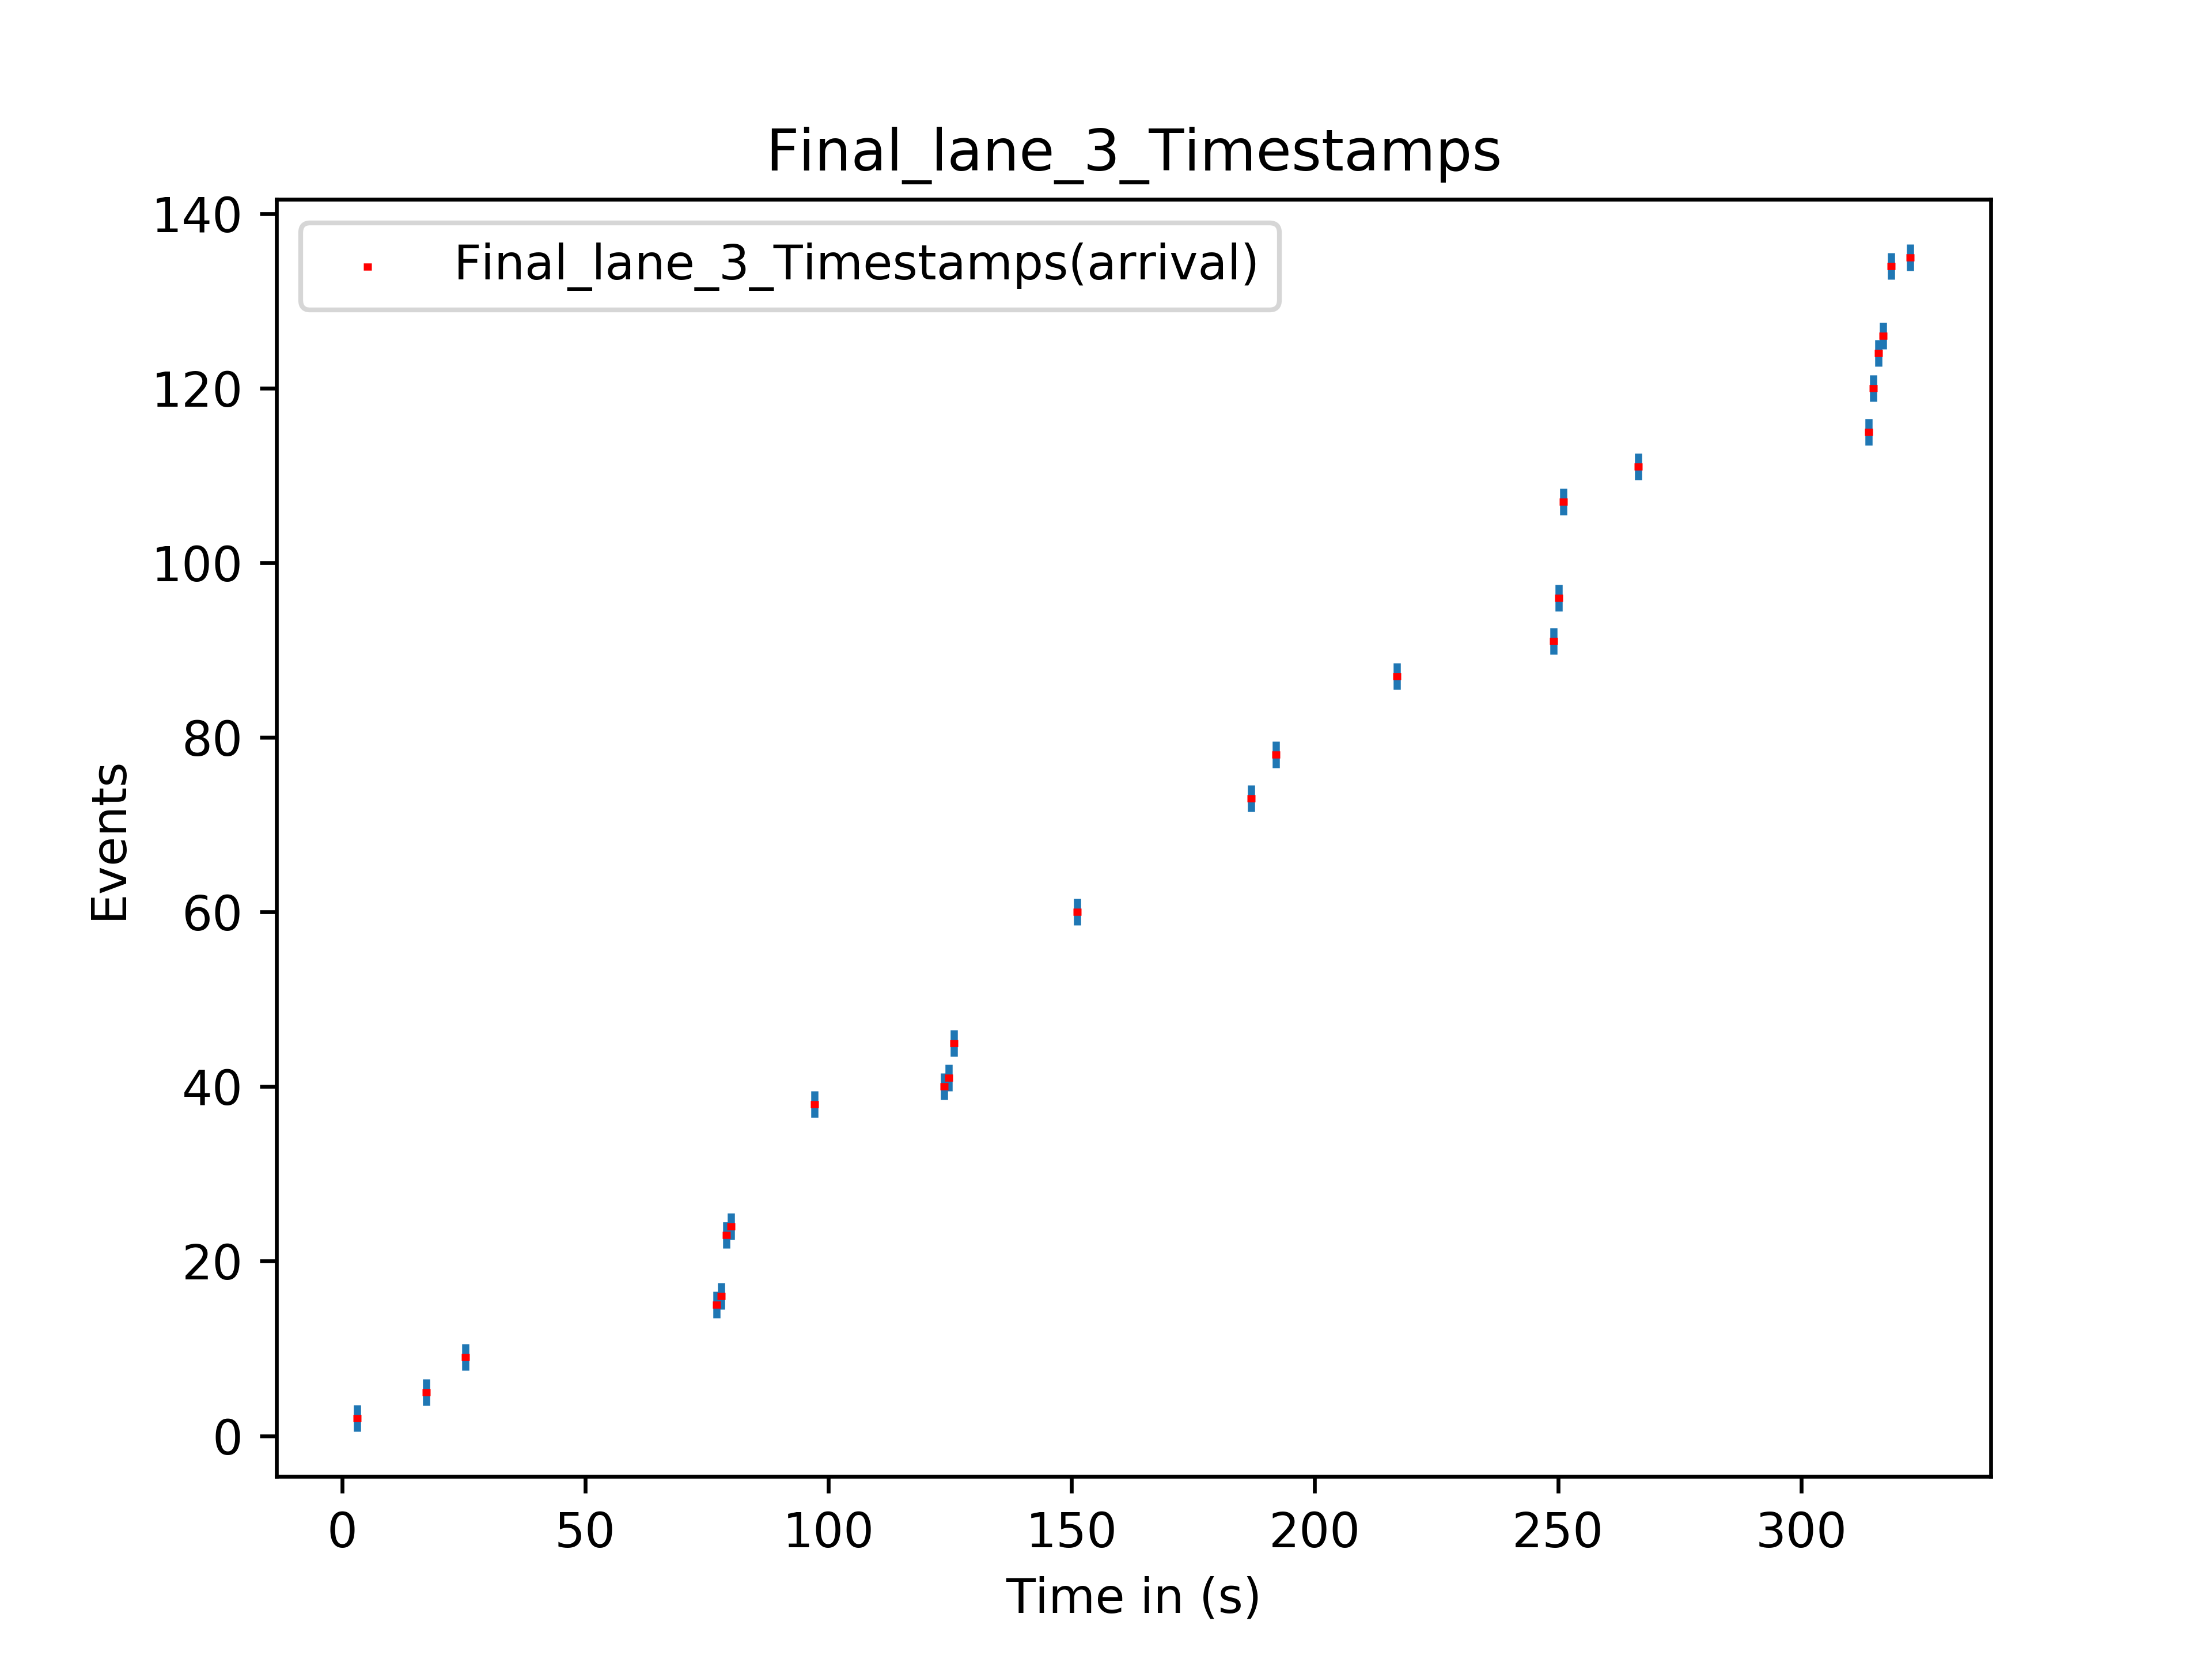 Final_lane_3_Timestamps
Final_lane_3_Timestamps(arrival)
140
120
100
80
60
40
20
0
Events
0 50 100 150 200 250 300
Time in (s)